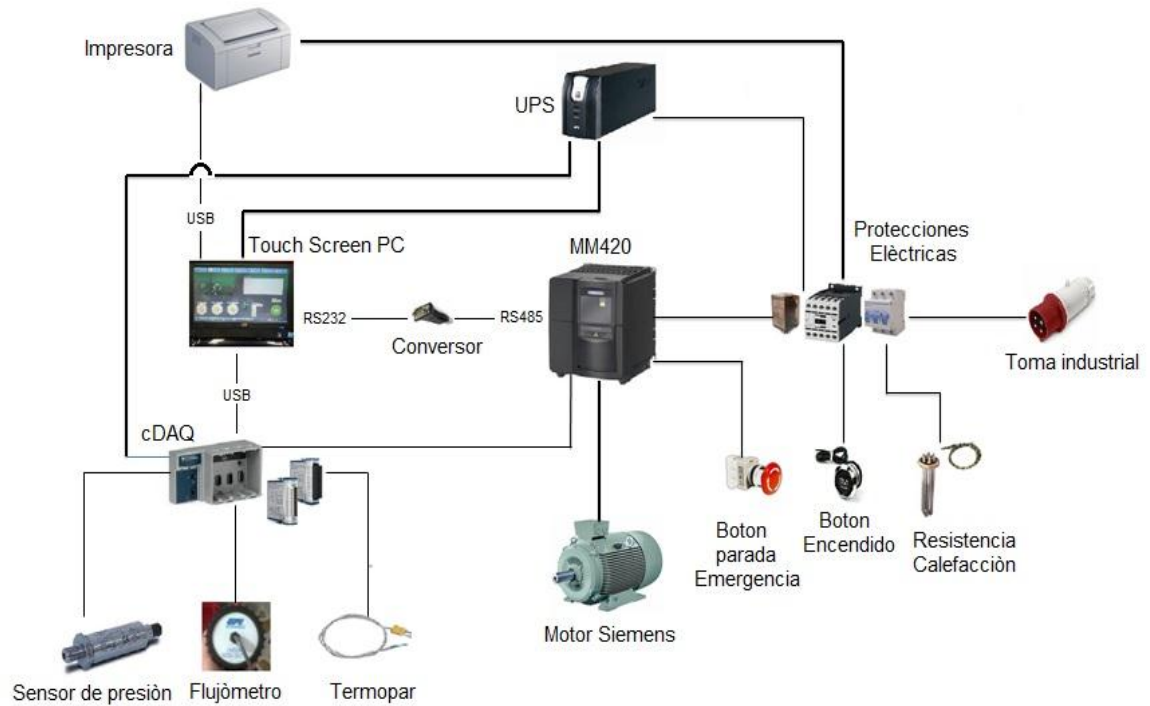 Impresora
UPS
USB
Touch Screen PC
MM420
Protecciones
Elèctricas
RS232
RS485
Conversor
Toma industrial
USB
cDAQ
Boton
parada
Emergencia
Boton
Encendido
Resistencia
Calefacciòn
Motor Siemens
Sensor de presiòn
Flujòmetro
Termopar